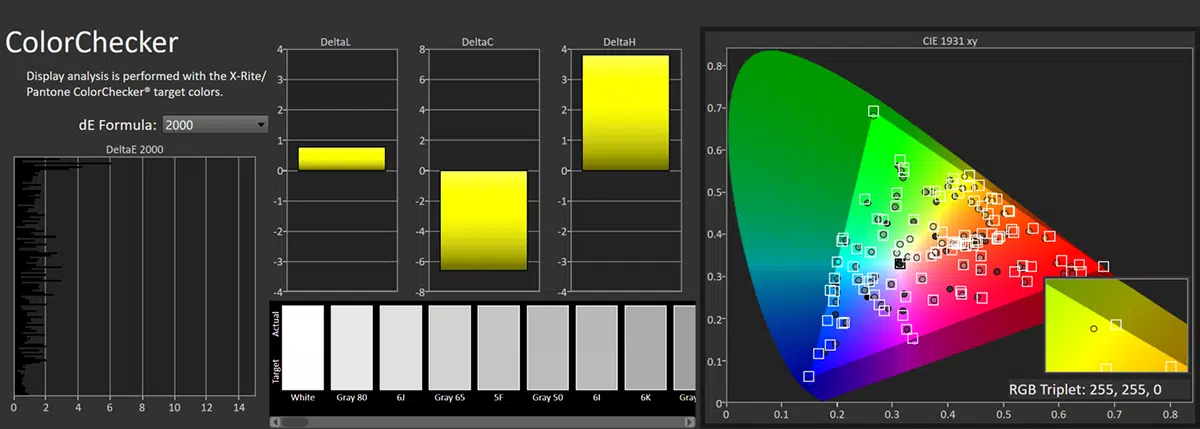 ColorChecker
Display analysis is performed with the X-Rite/
Pantone ColorChecker® target colors.
dE Formula: 2000
DeltaE 2000
0 2 4 6 8 10 12 14
DeltaL
4
3
2
1
0
-1
-2
-3
-4
DeltaC
8
6
4
2
0
-2
-4
-6
-8
DeltaH
4
3
2
1
0
-1
-2
-3
-4
Actual
Target
White Gray 80 6J Gray 65 5F Gray 50 6I 6K Gray
CIE 1931 xy
0.8
0.7
0.6
0.5
0.4
0.3
0.2
0.1
0
0 0.1 0.2 0.3 0.4 0.5 0.6 0.7 0.8
RGB Triplet: 255, 255, 0